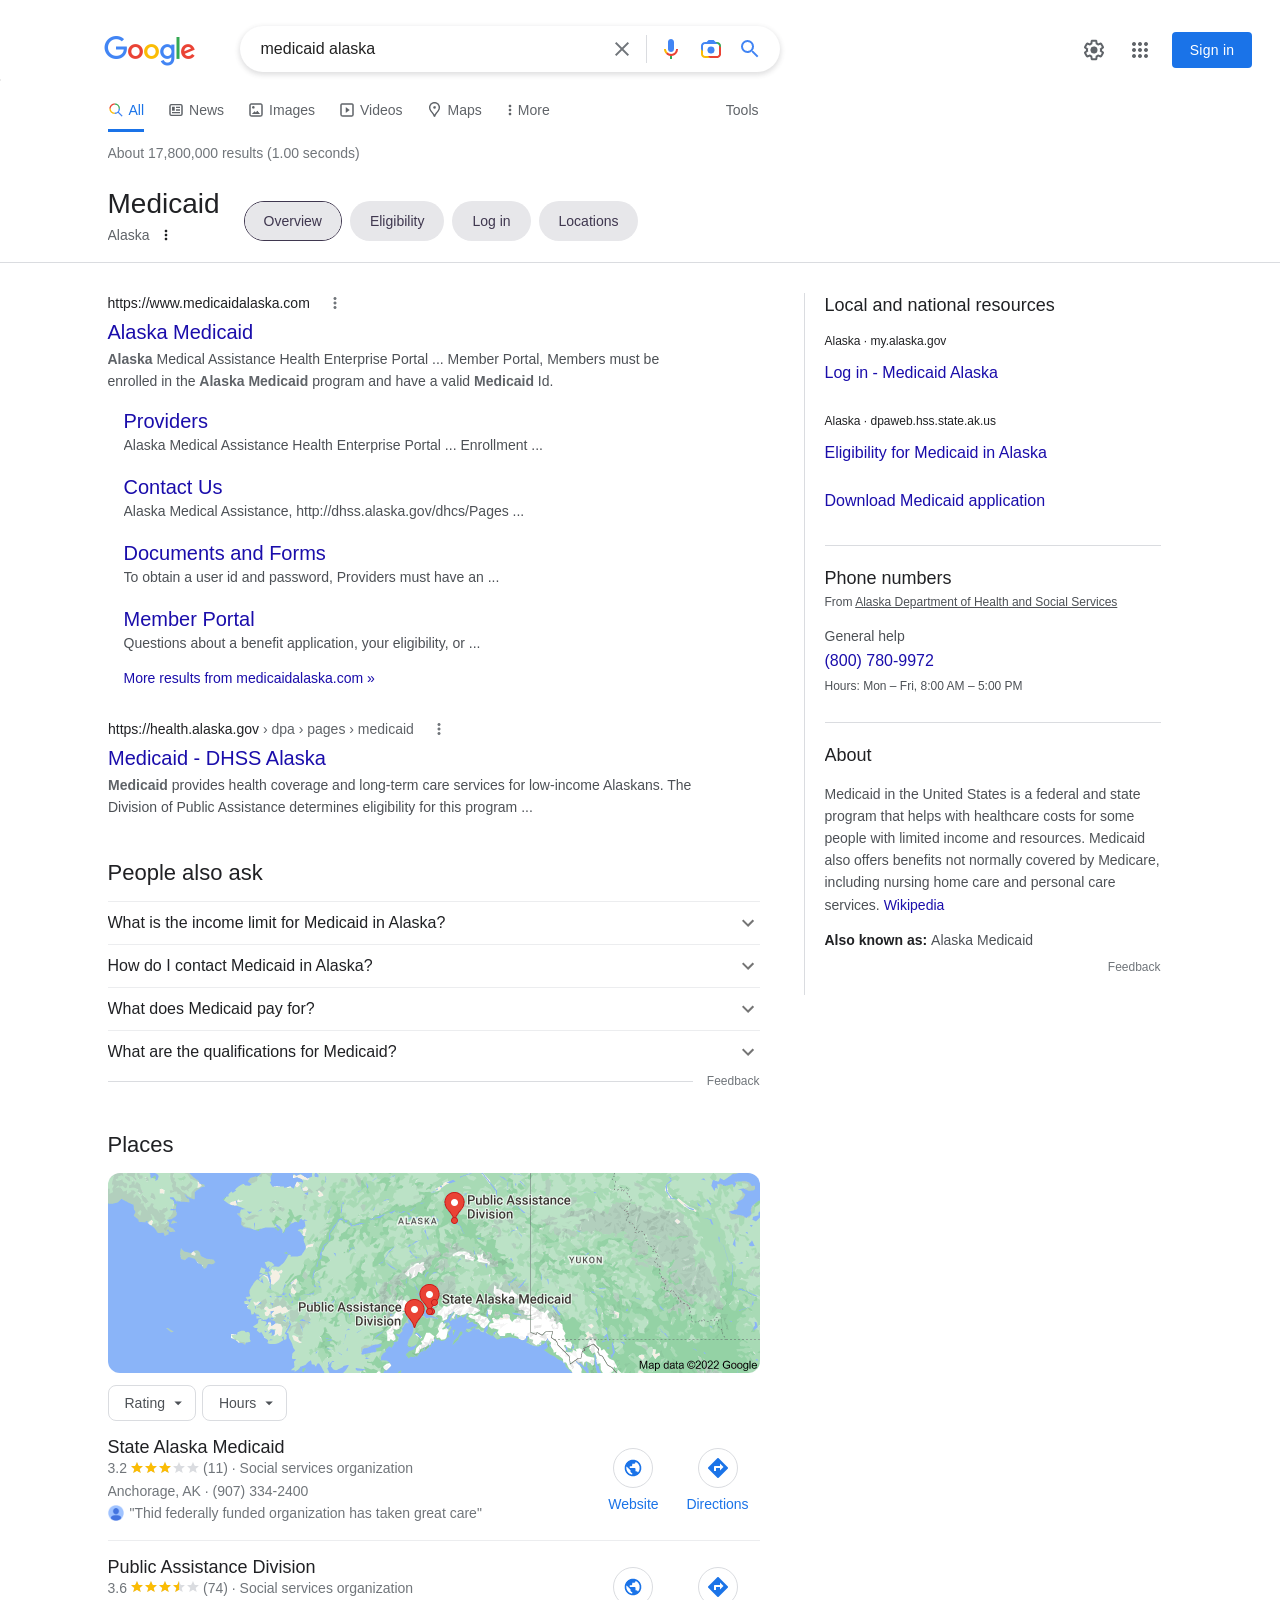 Google
medicaid alaska
Sign in
All
News
Images
Videos
Maps
More
Tools
About 17,800,000 results (1.00 seconds)
Medicaid
Alaska
Overview
Eligibility
Log in
Locations
https://www.medicaidalaska.com
Alaska Medicaid
Alaska Medical Assistance Health Enterprise Portal ... Member Portal, Members must be
enrolled in the Alaska Medicaid program and have a valid Medicaid Id.
Providers
Alaska Medical Assistance Health Enterprise Portal ... Enrollment ...
Contact Us
Alaska Medical Assistance, http://dhss.alaska.gov/dhcs/Pages ...
Documents and Forms
To obtain a user id and password, Providers must have an ...
Member Portal
Questions about a benefit application, your eligibility, or ...
More results from medicaidalaska.com »
https://health.alaska.gov › dpa › pages › medicaid
Medicaid - DHSS Alaska
Medicaid provides health coverage and long-term care services for low-income Alaskans. The
Division of Public Assistance determines eligibility for this program ...
People also ask
What is the income limit for Medicaid in Alaska?
How do I contact Medicaid in Alaska?
What does Medicaid pay for?
What are the qualifications for Medicaid?
Feedback
Places
Public Assistance
Division
ALASKA
YUKON
State Alaska Medicaid
Public Assistance
Division
Map data ©2022 Google
Rating
Hours
State Alaska Medicaid
3.2 (11) · Social services organization
Anchorage, AK · (907) 334-2400
"Thid federally funded organization has taken great care"
Website
Directions
Public Assistance Division
3.6 (74) · Social services organization
Local and national resources
Alaska · my.alaska.gov
Log in - Medicaid Alaska
Alaska · dpaweb.hss.state.ak.us
Eligibility for Medicaid in Alaska
Download Medicaid application
Phone numbers
From Alaska Department of Health and Social Services
General help
(800) 780-9972
Hours: Mon – Fri, 8:00 AM – 5:00 PM
About
Medicaid in the United States is a federal and state
program that helps with healthcare costs for some
people with limited income and resources. Medicaid
also offers benefits not normally covered by Medicare,
including nursing home care and personal care
services. Wikipedia
Also known as: Alaska Medicaid
Feedback